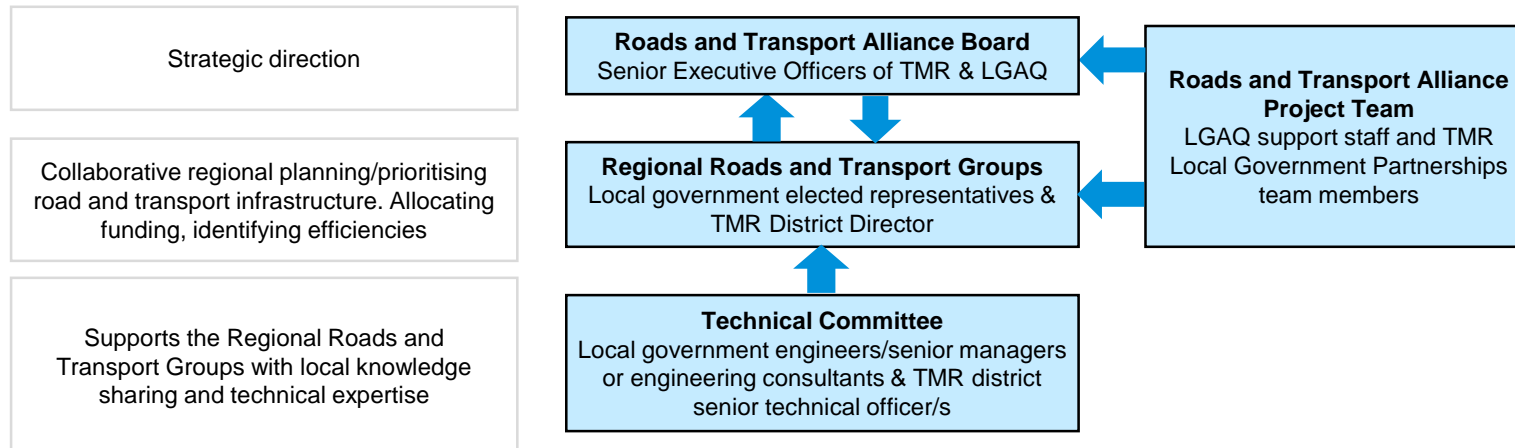 Strategic direction
Roads and Transport Alliance Board
Senior Executive Officers of TMR & LGAQ
Roads and Transport Alliance
Project Team
LGAQ support staff and TMR
Local Government Partnerships
team members
Collaborative regional planning/prioritising
road and transport infrastructure. Allocating
funding, identifying efficiencies
Regional Roads and Transport Groups
Local government elected representatives &
TMR District Director
Supports the Regional Roads and
Transport Groups with local knowledge
sharing and technical expertise
Technical Committee
Local government engineers/senior managers
or engineering consultants & TMR district
senior technical officer/s